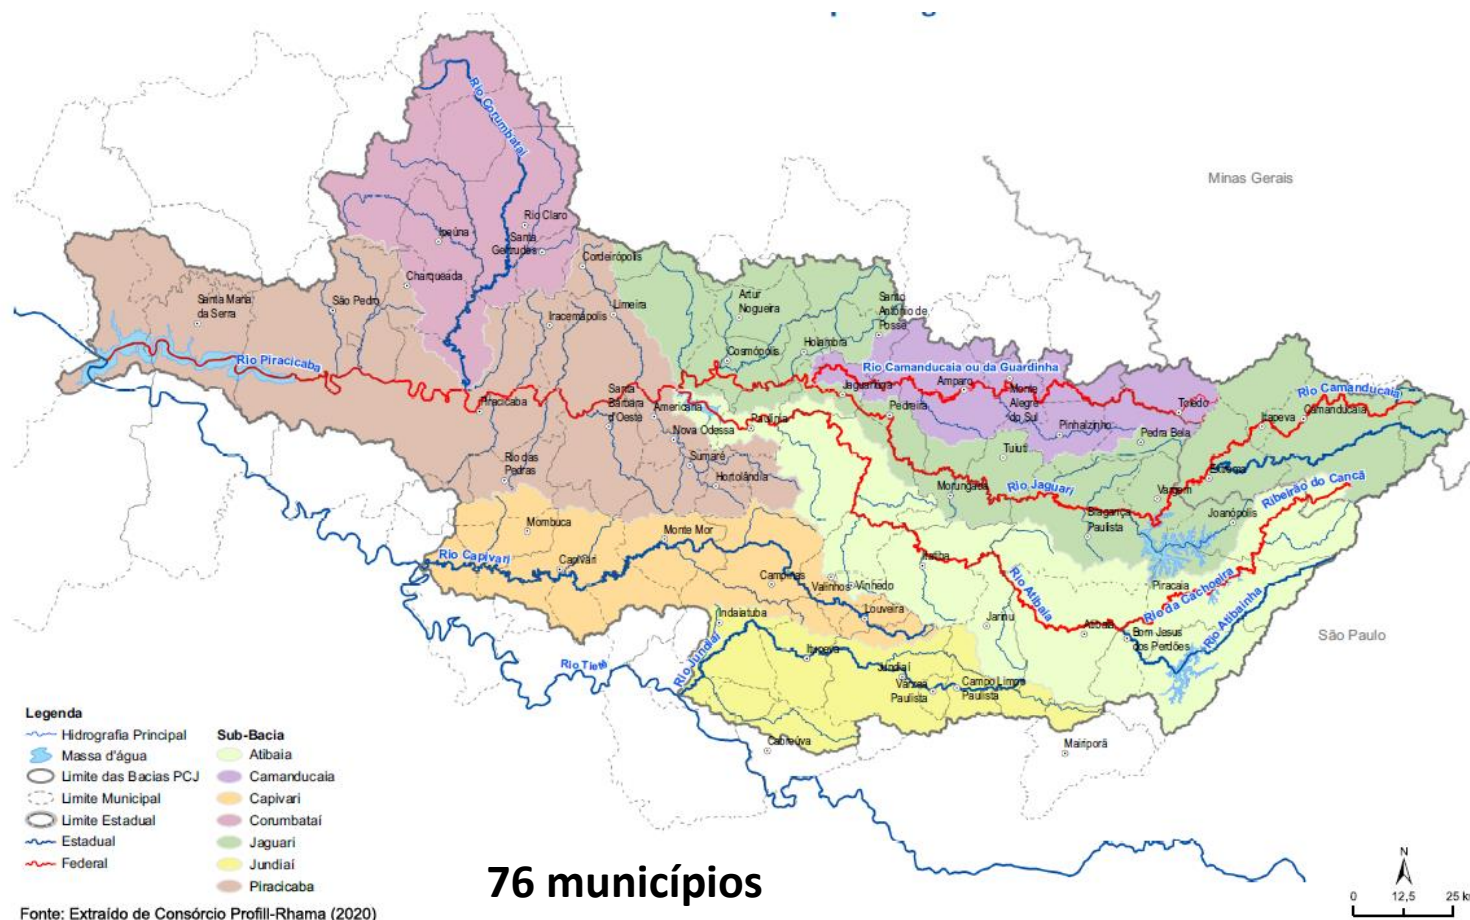 Minas Gerais
Rio Corumbataí
Rio Claro
Ipeúna
Santa
Gertrudes
Cordeirópolis
Charqueada
Santa Maria
da Serra
São Pedro
Iracemápolis
Limeira
Artur
Nogueira
Santo
Antônio de
Posse
Holambra
Cosmópolis
Rio Piracicaba
Rio Camanducaia ou da Guardinha
Jaguariúna
Amparo
Monte
Alegre
do Sul
Toledo
Rio Camanducaia
Camanducaia
Itapeva
Piracicaba
Santa
Bárbara
d'Oeste
Americana
Paulínia
Pedreira
Pinhalzinho
Pedra Bela
Nova Odessa
Tuiuti
Sumaré
Hortolândia
Rio das
Pedras
Extrema
Vargem
Morungaba
Rio Jaguari
Ribeirão do Cancã
Bragança
Paulista
Joanópolis
Mombuca
Monte Mor
Rio Capivari
Capivari
Campinas
Valinhos
Vinhedo
Itatiba
Piracaia
Rio Atibaia
Rio da Cachoeira
Rio Atibainha
Louveira
Indaiatuba
Jarinu
Atibaia
Bom Jesus
dos Perdões
São Paulo
Rio Jundiaí
Itupeva
Jundiaí
Várzea
Paulista
Campo Limpo
Paulista
Rio Tietê
Cabreúva
Mairiporã
Legenda
Hidrografia Principal
Massa d'água
Limite das Bacias PCJ
Limite Municipal
Limite Estadual
Estadual
Federal
Sub-Bacia
Atibaia
Camanducaia
Capivari
Corumbataí
Jaguari
Jundiaí
Piracicaba
76 municípios
N
0 12,5 25 km
Fonte: Extraído de Consórcio Profill-Rhama (2020)